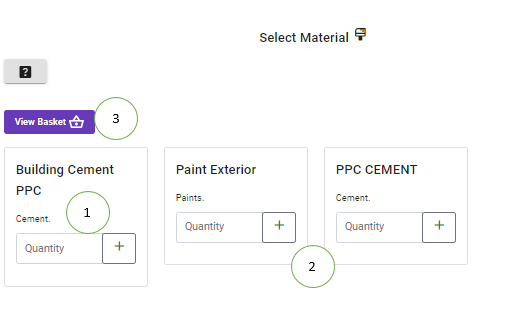 Select Material
?
View Basket
3
Building Cement
PPC
Cement.
1
Quantity
+
Paint Exterior
Paints.
Quantity
+
PPC CEMENT
Cement.
Quantity
+
2